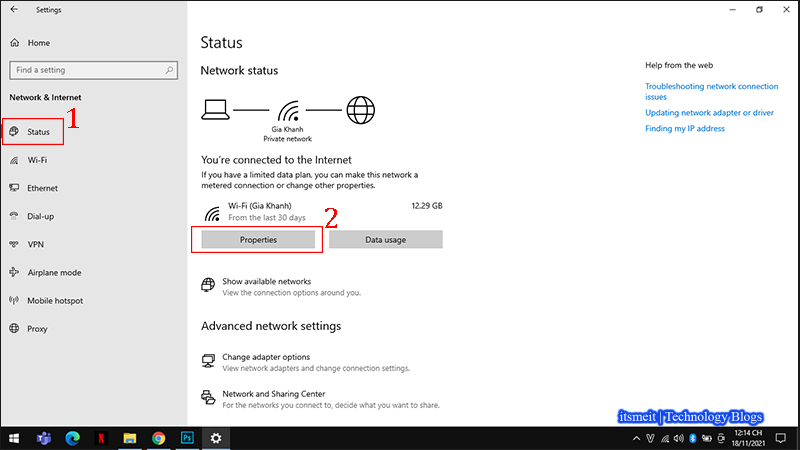 Settings
Home
Find a setting
Network & Internet
1
Status
Wi-Fi
Ethernet
Dial-up
VPN
Airplane mode
Mobile hotspot
Proxy
Status
Network status
Gia Khanh
Private network
You're connected to the Internet
If you have a limited data plan, you can make this network a
metered connection or change other properties.
Wi-Fi (Gia Khanh) 12.29 GB
From the last 30 days
2
Properties Data usage
Show available networks
View the connection options around you.
Advanced network settings
Change adapter options
View network adapters and change connection settings.
Network and Sharing Center
For the networks you connect to, decide what you want to share.
Help from the web
Troubleshooting network connection
issues
Updating network adapter or driver
Finding my IP address
itsmeit | Technology Blogs
N
Ps
V
12:14 CH
18/11/2021